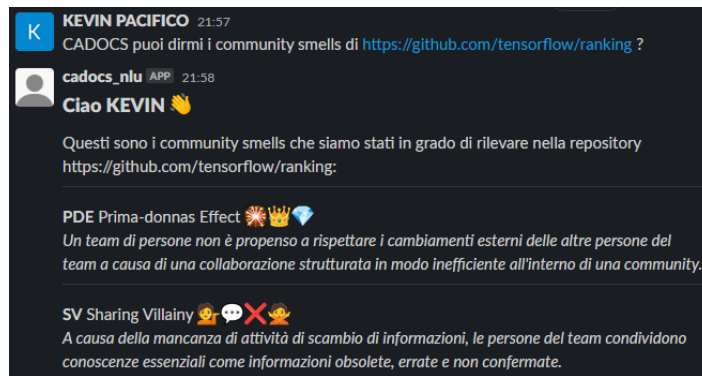 K
KEVIN PACIFICO 21:57
CADOCS puoi dirmi i community smells di https://github.com/tensorflow/ranking ?
cadocs_nlu APP 21:58
Ciao KEVIN 👋
Questi sono i community smells che siamo stati in grado di rilevare nella repository
https://github.com/tensorflow/ranking:
PDE Prima-donnas Effect 🎇👑💎
Un team di persone non è propenso a rispettare i cambiamenti esterni delle altre persone del
team a causa di una collaborazione strutturata in modo inefficiente all'interno di una community.
SV Sharing Villainy 💁💬❌🙅
A causa della mancanza di attività di scambio di informazioni, le persone del team condividono
conoscenze essenziali come informazioni obsolete, errate e non confermate.